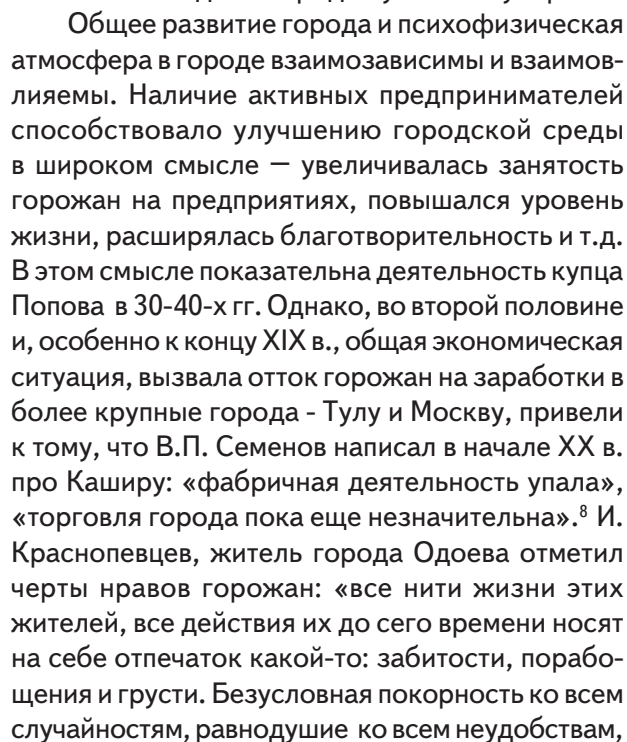 Общее развитие города и психофизическая
атмосфера в городе взаимозависимы и взаимов-
лияемы. Наличие активных предпринимателей
способствовало улучшению городской среды
в широком смысле — увеличивалась занятость
горожан на предприятиях, повышался уровень
жизни, расширялась благотворительность и т.д.
В этом смысле показательна деятельность купца
Попова в 30-40-х гг. Однако, во второй половине
и, особенно к концу XIX в., общая экономическая
ситуация, вызвала отток горожан на заработки в
более крупные города - Тулу и Москву, привели
к тому, что В.П. Семенов написал в начале XX в.
про Каширу: «фабричная деятельность упала»,
«торговля города пока еще незначительна».⁸ И.
Краснопевцев, житель города Одоева отметил
черты нравов горожан: «все нити жизни этих
жителей, все действия их до сего времени носят
на себе отпечаток какой-то: забитости, порабо-
щения и грусти. Безусловная покорность ко всем
случайностям, равнодушие ко всем неудобствам,